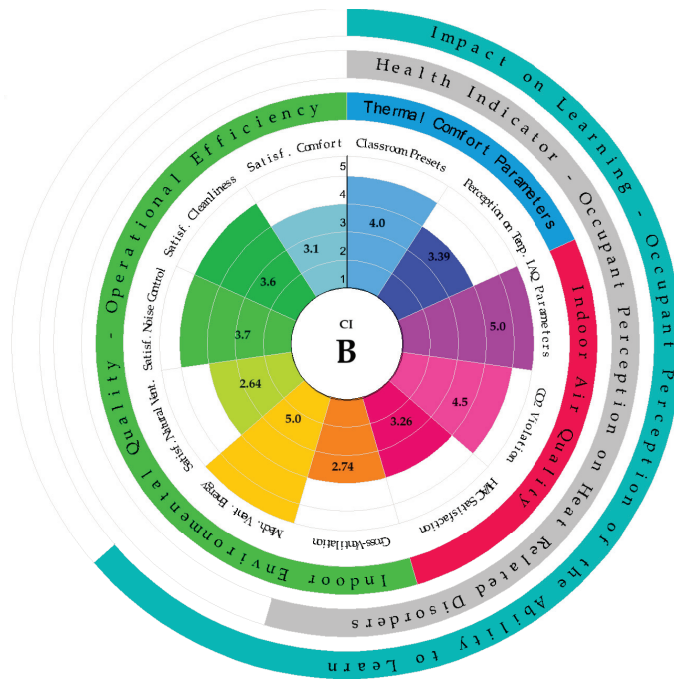 Impact on Learning - Occupant Perception of the Ability to Learn
Health Indicator - Occupant Perception on Heat Related Disorders
Thermal Comfort Parameters
Indoor Air Quality
Indoor Environmental Quality - Operational Efficiency
Classroom Presets
Perception on Temp.
IAQ Parameters
CO2 Violation
HVAC Satisfaction
Cross-Ventilation
Mech. Vent. Energy
Satisf. Natural Vent.
Satisf. Noise Control
Satisf. Cleanliness
Satisf. Comfort
5
4
3
2
1
4.0
3.39
5.0
4.5
3.26
2.74
5.0
2.64
3.7
3.6
3.1
CI
B